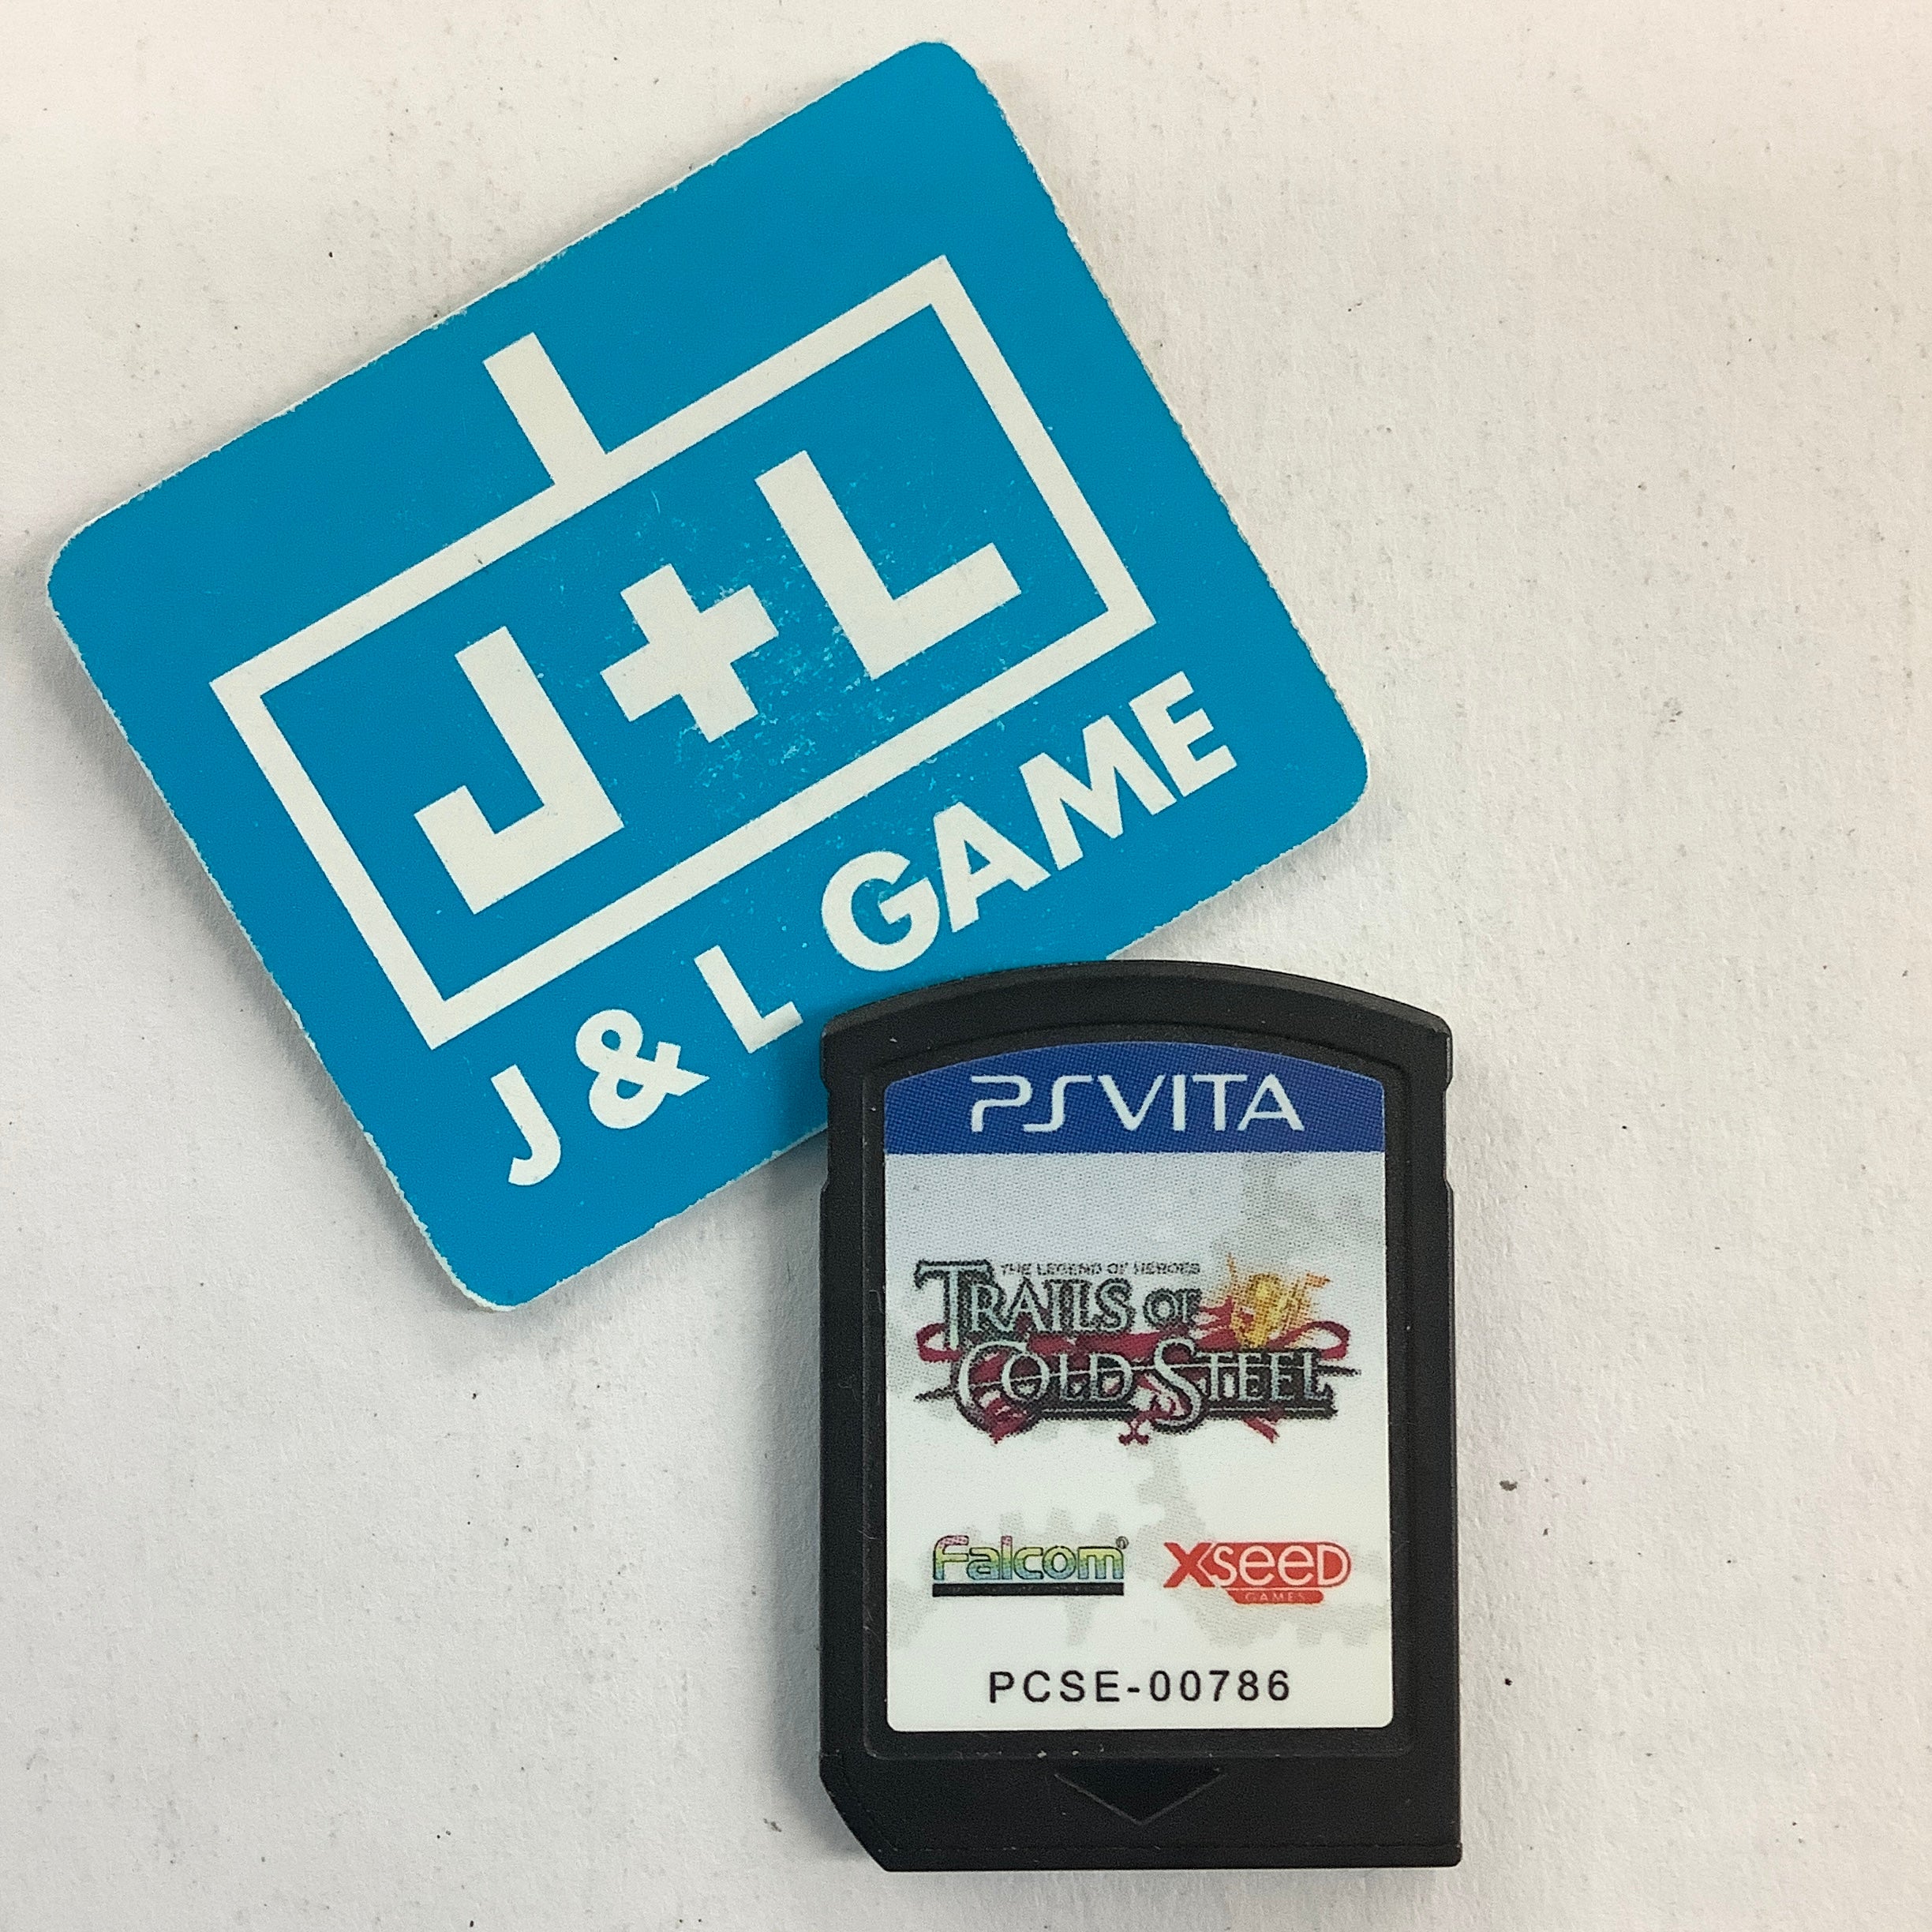 J+L
J & L GAME
PSVITA
THE LEGEND OF HEROES
TRAILS OF
COLD STEEL
Falcom®
XSEED
GAMES
PCSE-00786